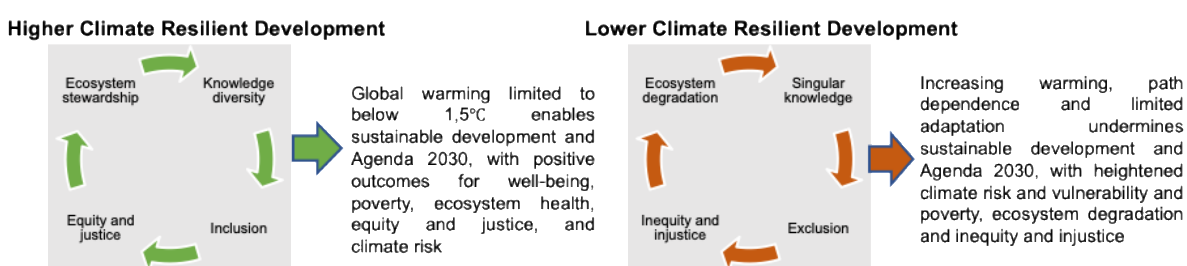 Higher Climate Resilient Development
Ecosystem
stewardship
Knowledge
diversity
Inclusion
Equity and
justice
Global warming limited to
below 1,5℃ enables
sustainable development and
Agenda 2030, with positive
outcomes for well-being,
poverty, ecosystem health,
equity and justice, and
climate risk
Lower Climate Resilient Development
Ecosystem
degradation
Singular
knowledge
Exclusion
Inequity and
injustice
Increasing warming, path
dependence and limited
adaptation undermines
sustainable development and
Agenda 2030, with heightened
climate risk and vulnerability and
poverty, ecosystem degradation
and inequity and injustice